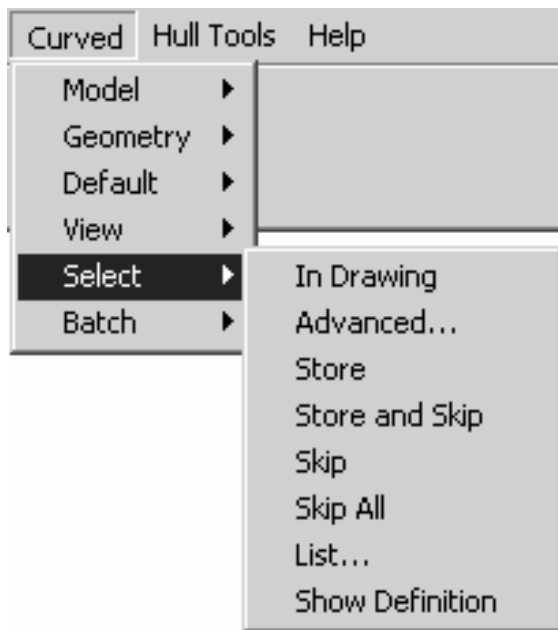 Curved Hull Tools Help
Model
Geometry
Default
View
Select
Batch
In Drawing
Advanced...
Store
Store and Skip
Skip
Skip All
List...
Show Definition